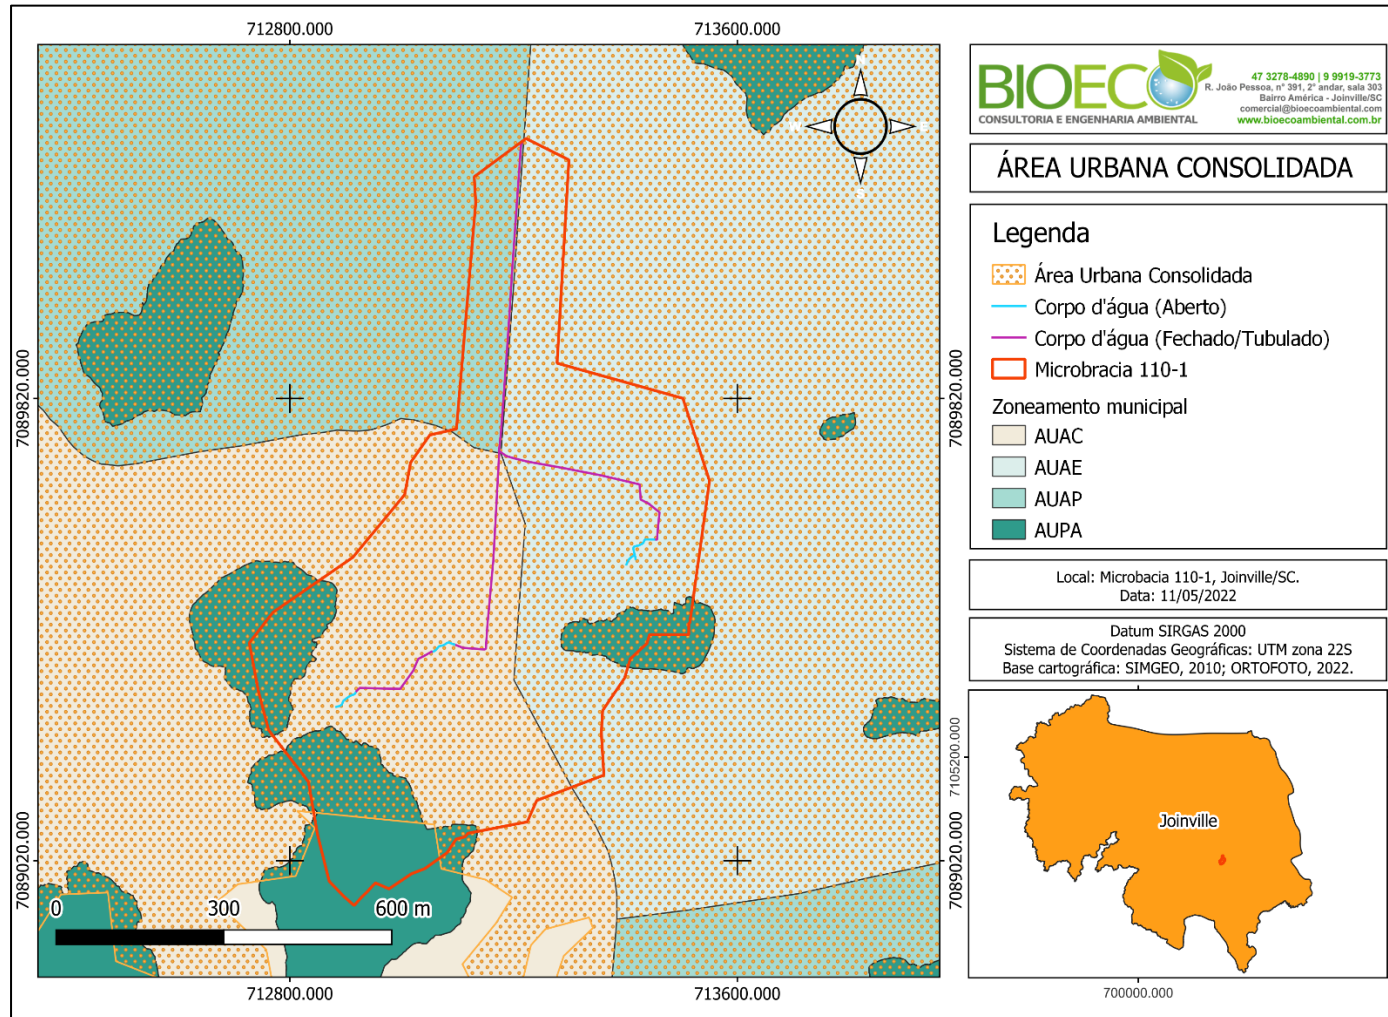 712800.000
713600.000
7089820.000
7089820.000
7089020.000
7089020.000
0
300
600 m
712800.000
713600.000
BIOECO
CONSULTORIA E ENGENHARIA AMBIENTAL
47 3278-4890 | 9 9919-3773
R. João Pessoa, n° 391, 2° andar, sala 303
Bairro América - Joinville/SC
comercial@bioecoambiental.com
www.bioecoambiental.com.br
ÁREA URBANA CONSOLIDADA
Legenda
Área Urbana Consolidada
Corpo d'água (Aberto)
Corpo d'água (Fechado/Tubulado)
Microbracia 110-1
Zoneamento municipal
AUAC
AUAE
AUAP
AUPA
Local: Microbacia 110-1, Joinville/SC.
Data: 11/05/2022
Datum SIRGAS 2000
Sistema de Coordenadas Geográficas: UTM zona 22S
Base cartográfica: SIMGEO, 2010; ORTOFOTO, 2022.
7105200.000
Joinville
700000.000